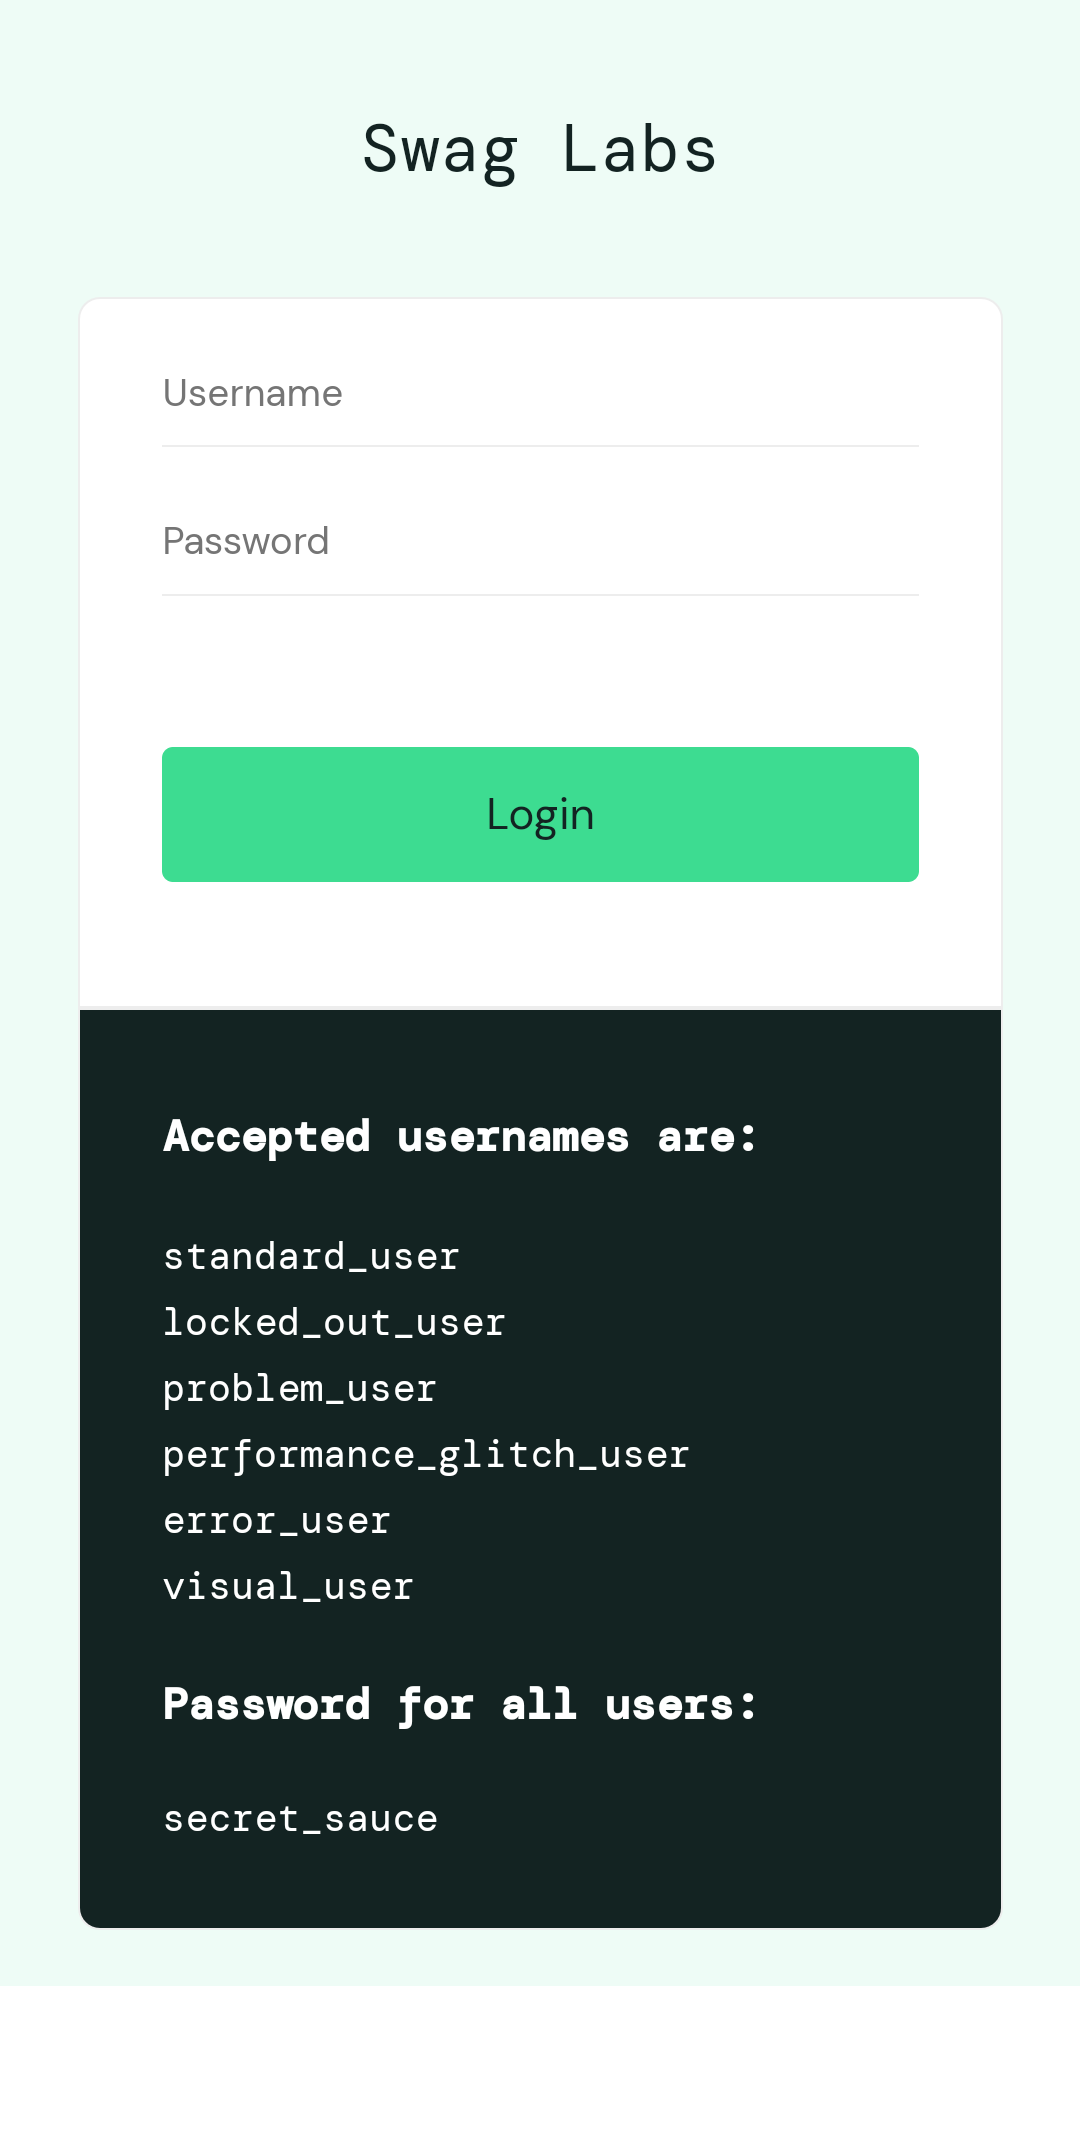 Swag Labs
Username
Password
Login
Accepted usernames are:
standard_user
locked_out_user
problem_user
performance_glitch_user
error_user
visual_user
Password for all users:
secret_sauce